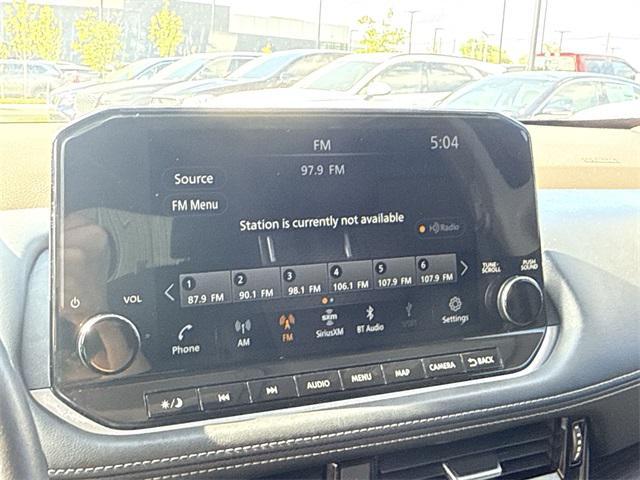 FM 5:04
97.9 FM
Source
FM Menu
Station is currently not available
HD Radio
TUNE-SCROLL PUSH SOUND
1 2 3 4 5 6
87.9 FM 90.1 FM 98.1 FM 106.1 FM 107.9 FM 107.9 FM
VOL
Phone AM FM SiriusXM BT Audio Settings
sxm
AUDIO MENU MAP CAMERA BACK